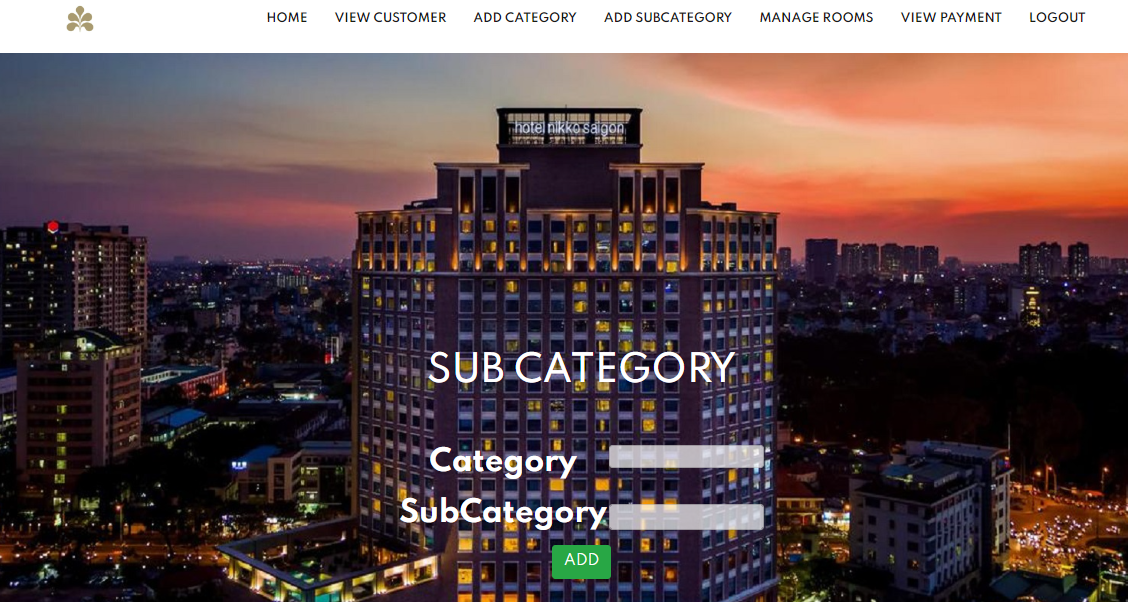 HOME VIEW CUSTOMER ADD CATEGORY ADD SUBCATEGORY MANAGE ROOMS VIEW PAYMENT LOGOUT
hotel nikko saigon
SUB CATEGORY
Category
SubCategory
ADD